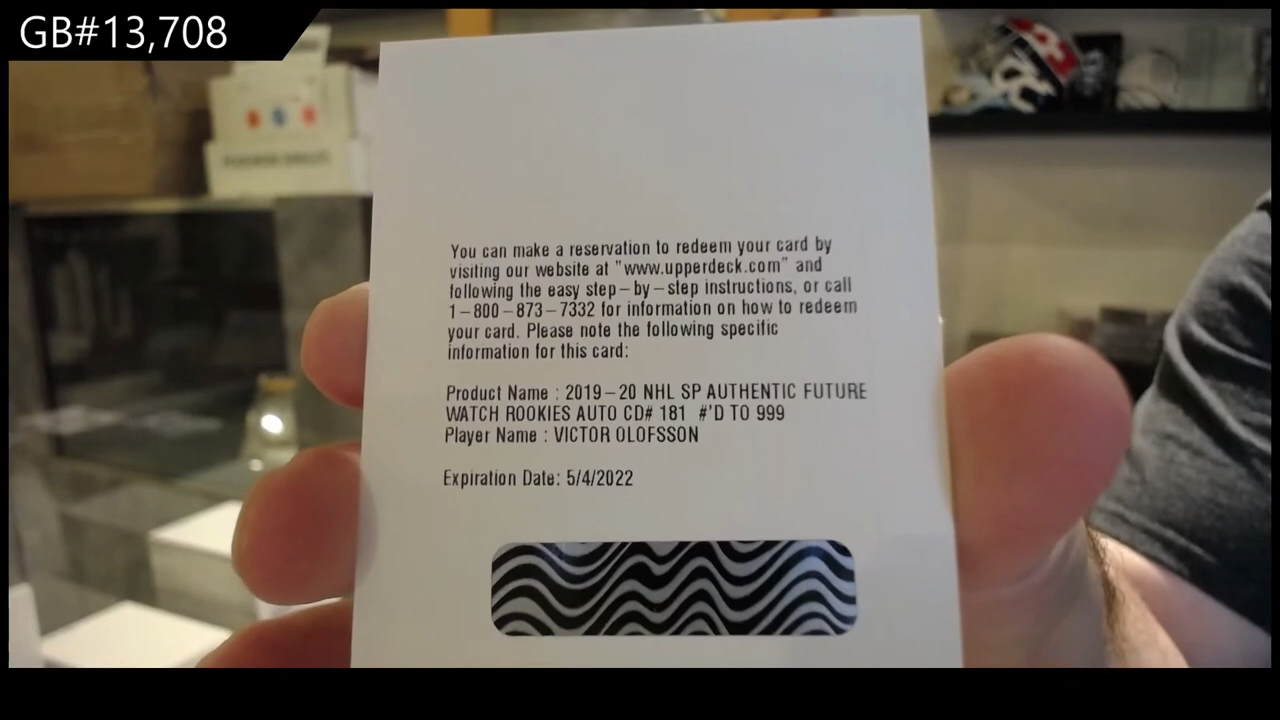 GB#13,708
You can make a reservation to redeem your card by
visiting our website at "www.upperdeck.com" and
following the easy step–by–step instructions, or call
1–800–873–7332 for information on how to redeem
your card. Please note the following specific
information for this card:
Product Name : 2019–20 NHL SP AUTHENTIC FUTURE
WATCH ROOKIES AUTO CD# 181 #'D TO 999
Player Name : VICTOR OLOFSSON
Expiration Date: 5/4/2022